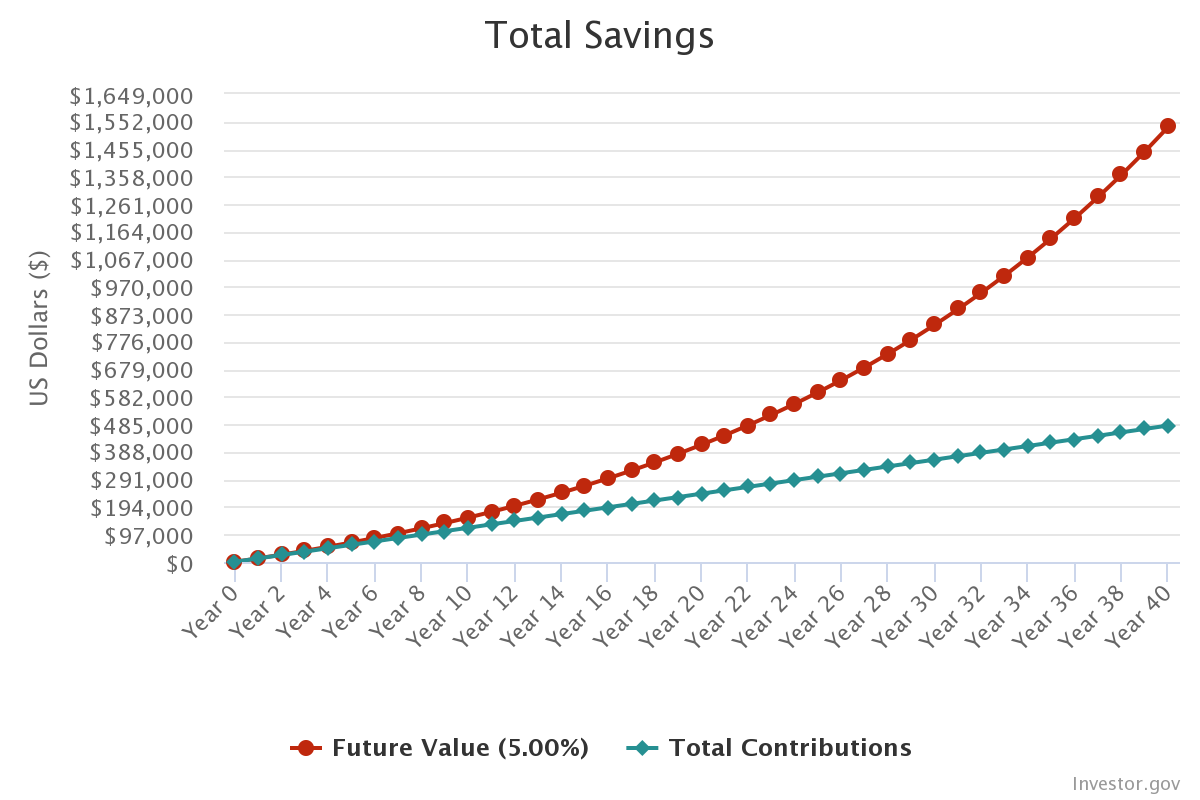 Total Savings
US Dollars ($)
$1,649,000
$1,552,000
$1,455,000
$1,358,000
$1,261,000
$1,164,000
$1,067,000
$970,000
$873,000
$776,000
$679,000
$582,000
$485,000
$388,000
$291,000
$194,000
$97,000
$0
Year 0
Year 2
Year 4
Year 6
Year 8
Year 10
Year 12
Year 14
Year 16
Year 18
Year 20
Year 22
Year 24
Year 26
Year 28
Year 30
Year 32
Year 34
Year 36
Year 38
Year 40
Future Value (5.00%)
Total Contributions
Investor.gov